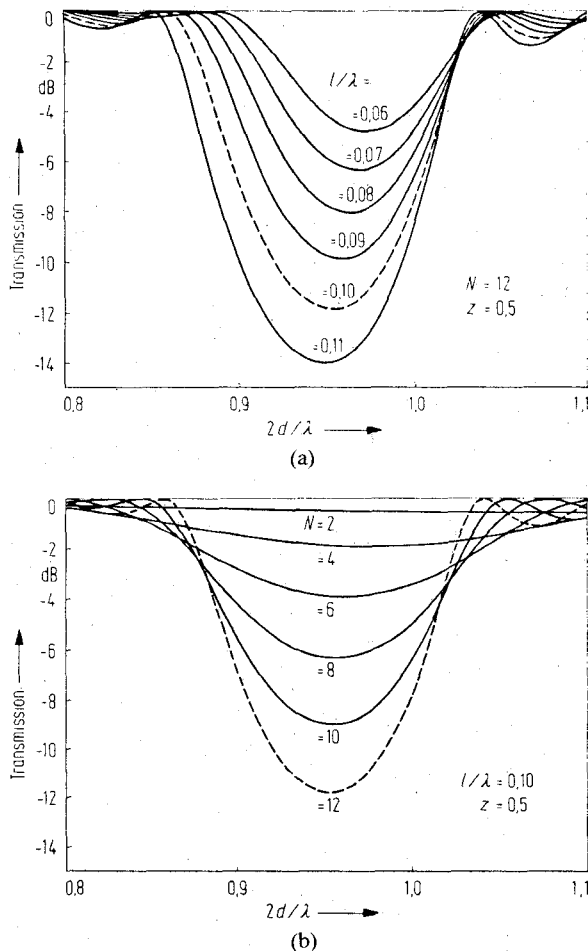 0
-2
dB
-4
-6
-8
-10
-12
-14
Transmission
l/λ =
=0,06
=0,07
=0,08
=0,09
=0,10
=0,11
N = 12
z = 0,5
0,8
0,9
1,0
1,1
2d/λ
(a)
0
-2
dB
-4
-6
-8
-10
-12
-14
Transmission
N=2
=4
=6
=8
=10
=12
l/λ=0,10
z = 0,5
0,8
0,9
1,0
1,1
2d/λ
(b)